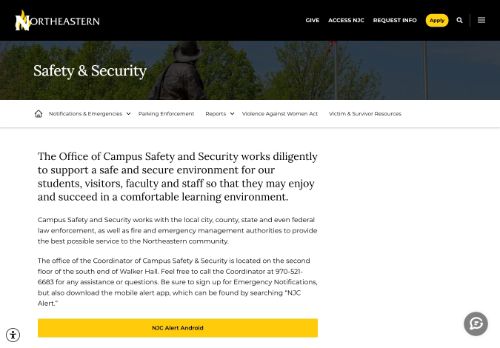 NORTHEASTERN
GIVE ACCESS NJC REQUEST INFO Apply
Safety & Security
Notifications & Emergencies Parking Enforcement Reports Violence Against Women Act Victim & Survivor Resources
The Office of Campus Safety and Security works diligently
to support a safe and secure environment for our
students, visitors, faculty and staff so that they may enjoy
and succeed in a comfortable learning environment.
Campus Safety and Security works with the local city, county, state and even federal
law enforcement, as well as fire and emergency management authorities to provide
the best possible service to the Northeastern community.
The office of the Coordinator of Campus Safety & Security is located on the second
floor of the south end of Walker Hall. Feel free to call the Coordinator at 970-521-
6683 for any assistance or questions. Be sure to sign up for Emergency Notifications,
but also download the mobile alert app, which can be found by searching "NJC
Alert."
NJC Alert Android